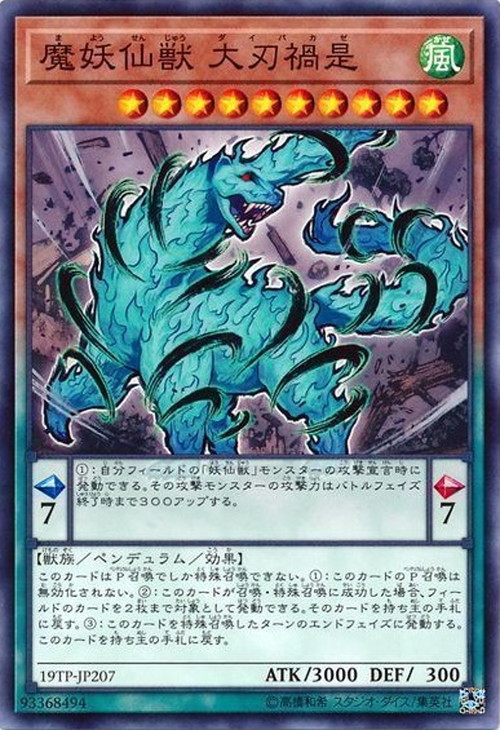 魔妖仙獣 大刃禍是
風
①:自分フィールドの「妖仙獣」モンスターの攻撃宣言時に
発動できる。その攻撃モンスターの攻撃力はバトルフェイズ
終了時まで３００アップする。
7
7
【獣族／ペンデュラム／効果】
このカードはP召喚でしか特殊召喚できない。①:このカードのP召喚は
無効化されない。②:このカードが召喚・特殊召喚に成功した場合、フィー
ルドのカードを２枚まで対象として発動できる。そのカードを持ち主の手札
に戻す。③:このカードを特殊召喚したターンのエンドフェイズに発動する。
このカードを持ち主の手札に戻す。
19TP-JP207
ATK/3000 DEF/ 300
93368494
©高橋和希 スタジオ・ダイス/集英社